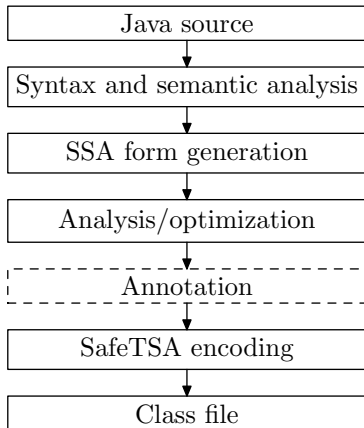 Java source
Syntax and semantic analysis
SSA form generation
Analysis/optimization
Annotation
SafeTSA encoding
Class file